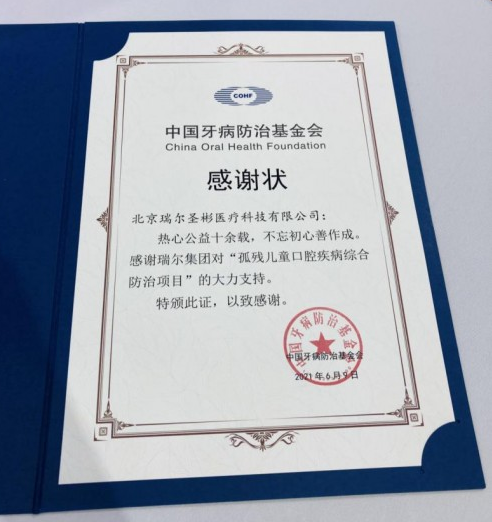 COHF
中国牙病防治基金会
China Oral Health Foundation
感谢状
北京瑞尔圣彬医疗科技有限公司：
热心公益十余载，不忘初心善作成。
感谢瑞尔集团对“孤残儿童口腔疾病综合
防治项目”的大力支持。
特颁此证，以致感谢。
中国牙病防治基金会
中国牙病防治基金会
2021年6月9日